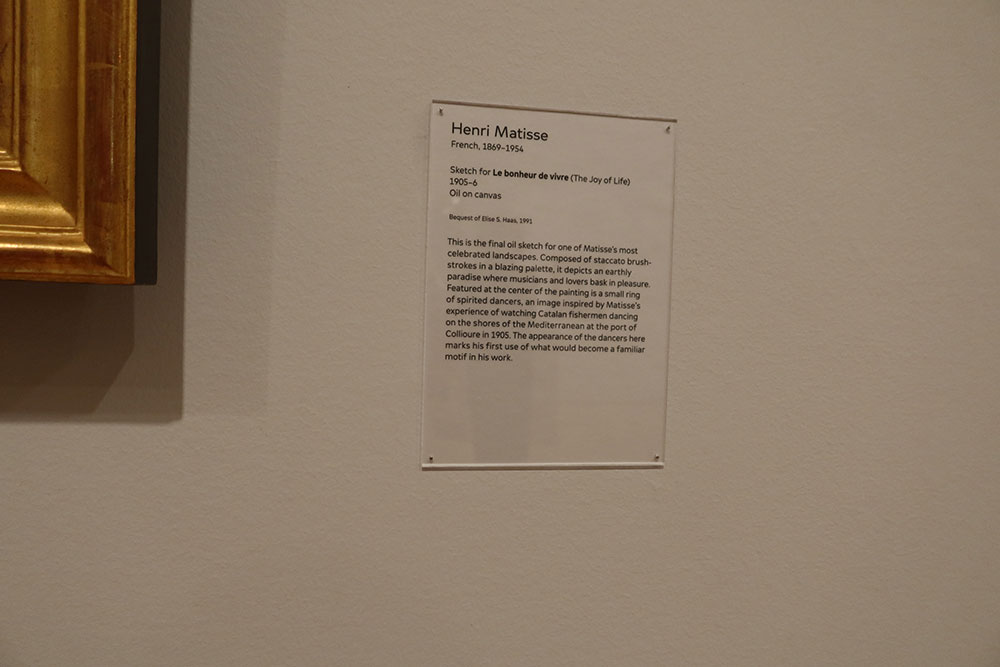 Henri Matisse
French, 1869–1954
Sketch for Le bonheur de vivre (The Joy of Life)
1905–6
Oil on canvas
Bequest of Elise S. Haas, 1991
This is the final oil sketch for one of Matisse's most
celebrated landscapes. Composed of staccato brush-
strokes in a blazing palette, it depicts an earthly
paradise where musicians and lovers bask in pleasure.
Featured at the center of the painting is a small ring
of spirited dancers, an image inspired by Matisse's
experience of watching Catalan fishermen dancing
on the shores of the Mediterranean at the port of
Collioure in 1905. The appearance of the dancers here
marks his first use of what would become a familiar
motif in his work.